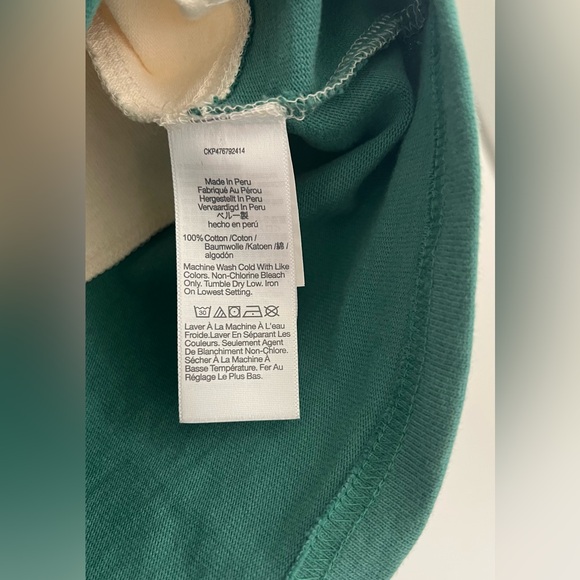 CKP476792414
Made In Peru
Fabriqué Au Pérou
Hergestellt In Peru
Vervaardigd In Peru
ペルー製
hecho en perú
100% Cotton /Coton /
Baumwolle /Katoen /綿 /
algodón
Machine Wash Cold With Like
Colors. Non-Chlorine Bleach
Only. Tumble Dry Low. Iron
On Lowest Setting.
30
Laver À La Machine À L'eau
Froide.Laver En Séparant Les
Couleurs. Seulement Agent
De Blanchiment Non-Chlore.
Sécher À La Machine À
Basse Température. Fer Au
Réglage Le Plus Bas.